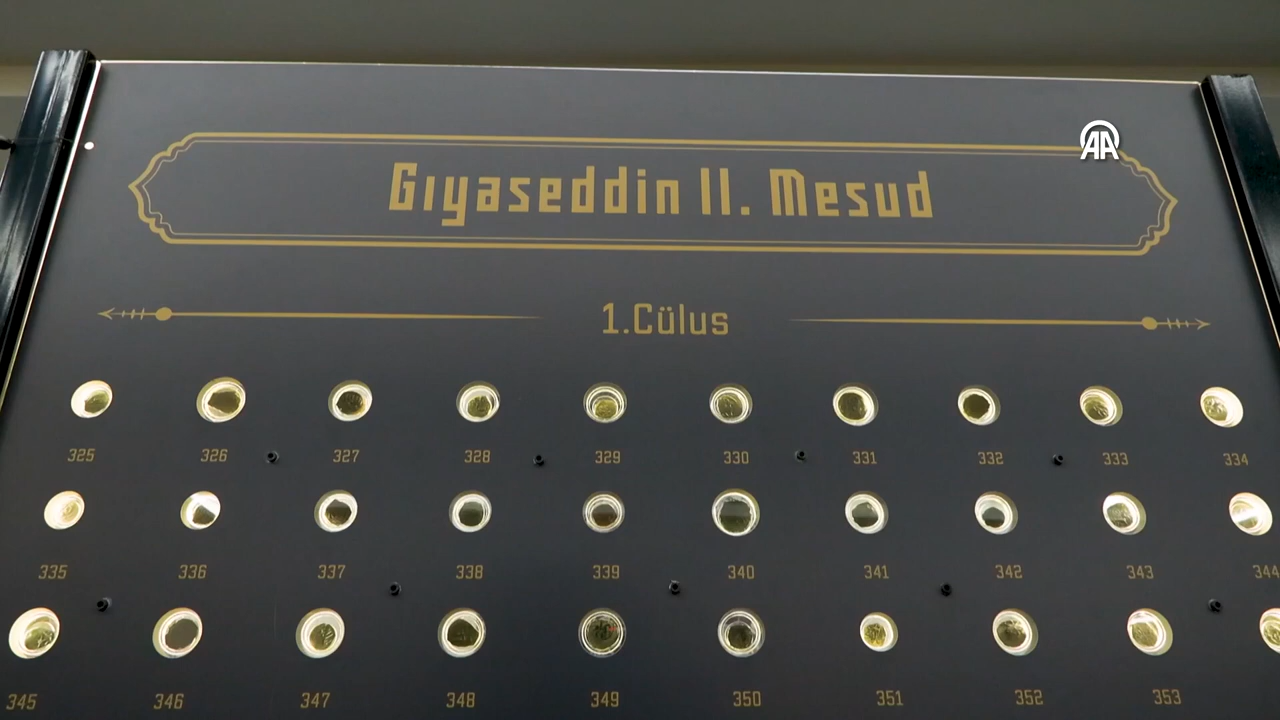 AA
Gıyaseddin II. Mesud
1.Cülus
325 326 327 328 329 330 331 332 333 334
335 336 337 338 339 340 341 342 343 344
345 346 347 348 349 350 351 352 353